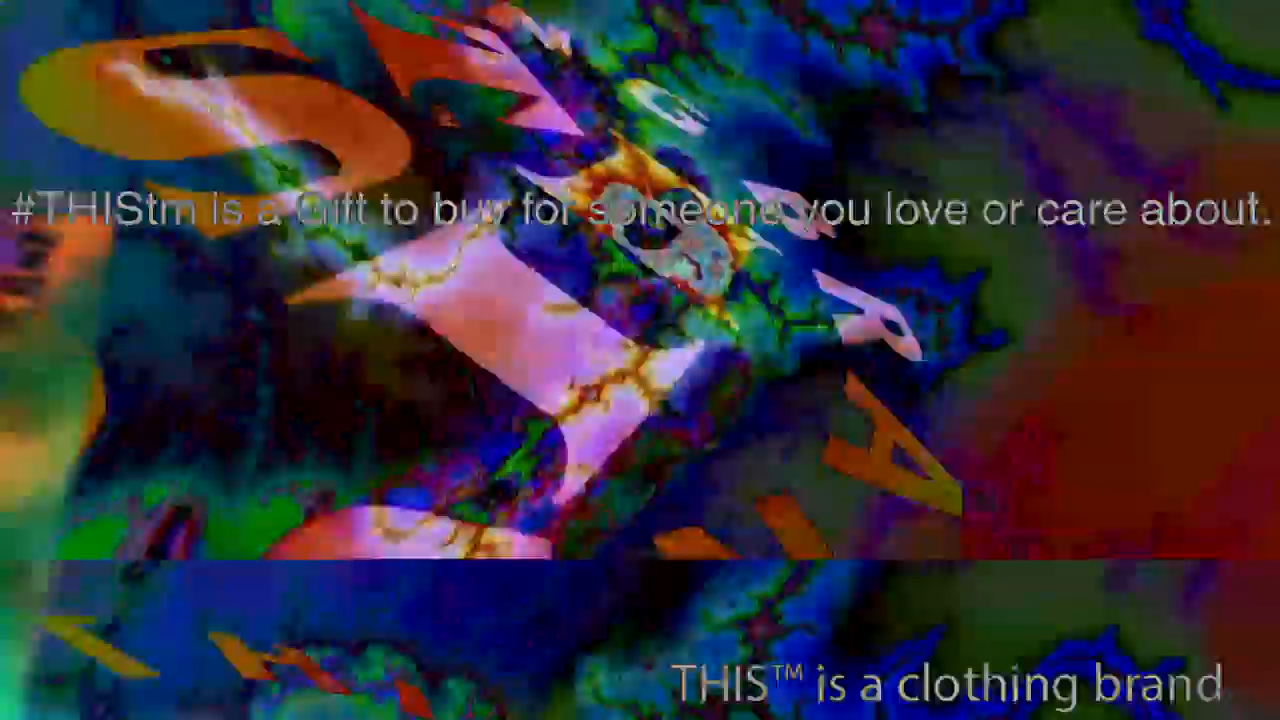 #THIStm is a Gift to buy for someone you love or care about.
THIS™ is a clothing brand